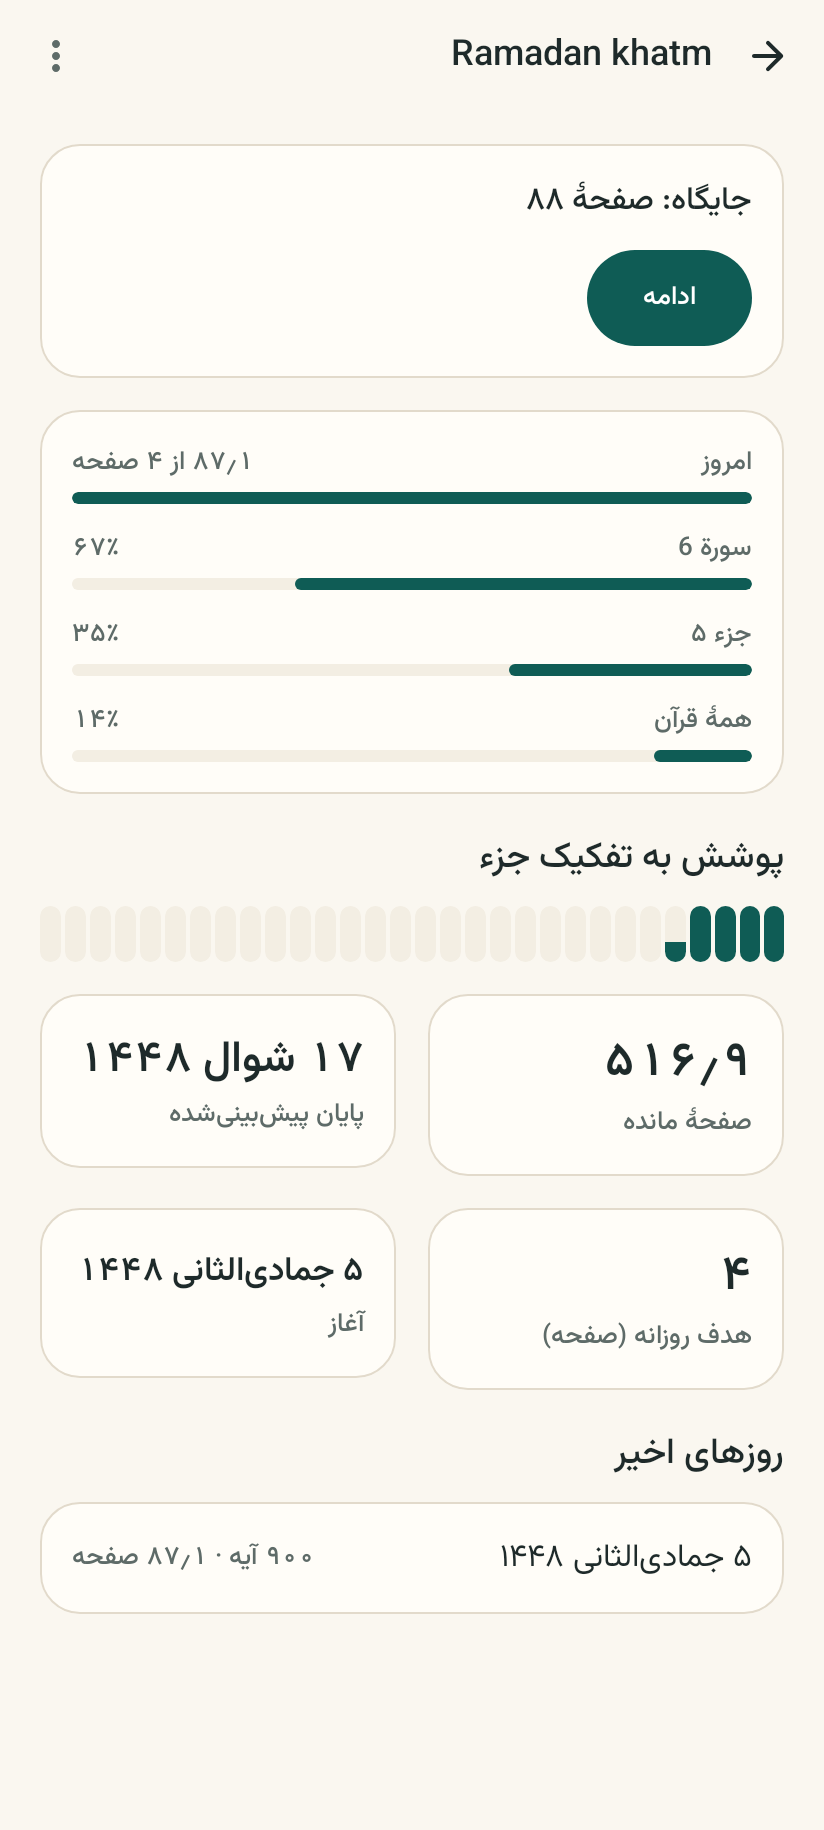 Ramadan khatm
جایگاه: صفحهٔ ۸۸
ادامه
امروز
۸۷٫۱ از ۴ صفحه
سورة 6
۶۷٪
جزء ۵
۳۵٪
همهٔ قرآن
۱۴٪
پوشش به تفکیک جزء
۵۱۶٫۹
صفحهٔ مانده
۱۷ شوال ۱۴۴۸
پایان پیش‌بینی‌شده
۴
هدف روزانه (صفحه)
۵ جمادی‌الثانی ۱۴۴۸
آغاز
روزهای اخیر
۵ جمادی‌الثانی ۱۴۴۸
۹۰۰ آیه · ۸۷٫۱ صفحه